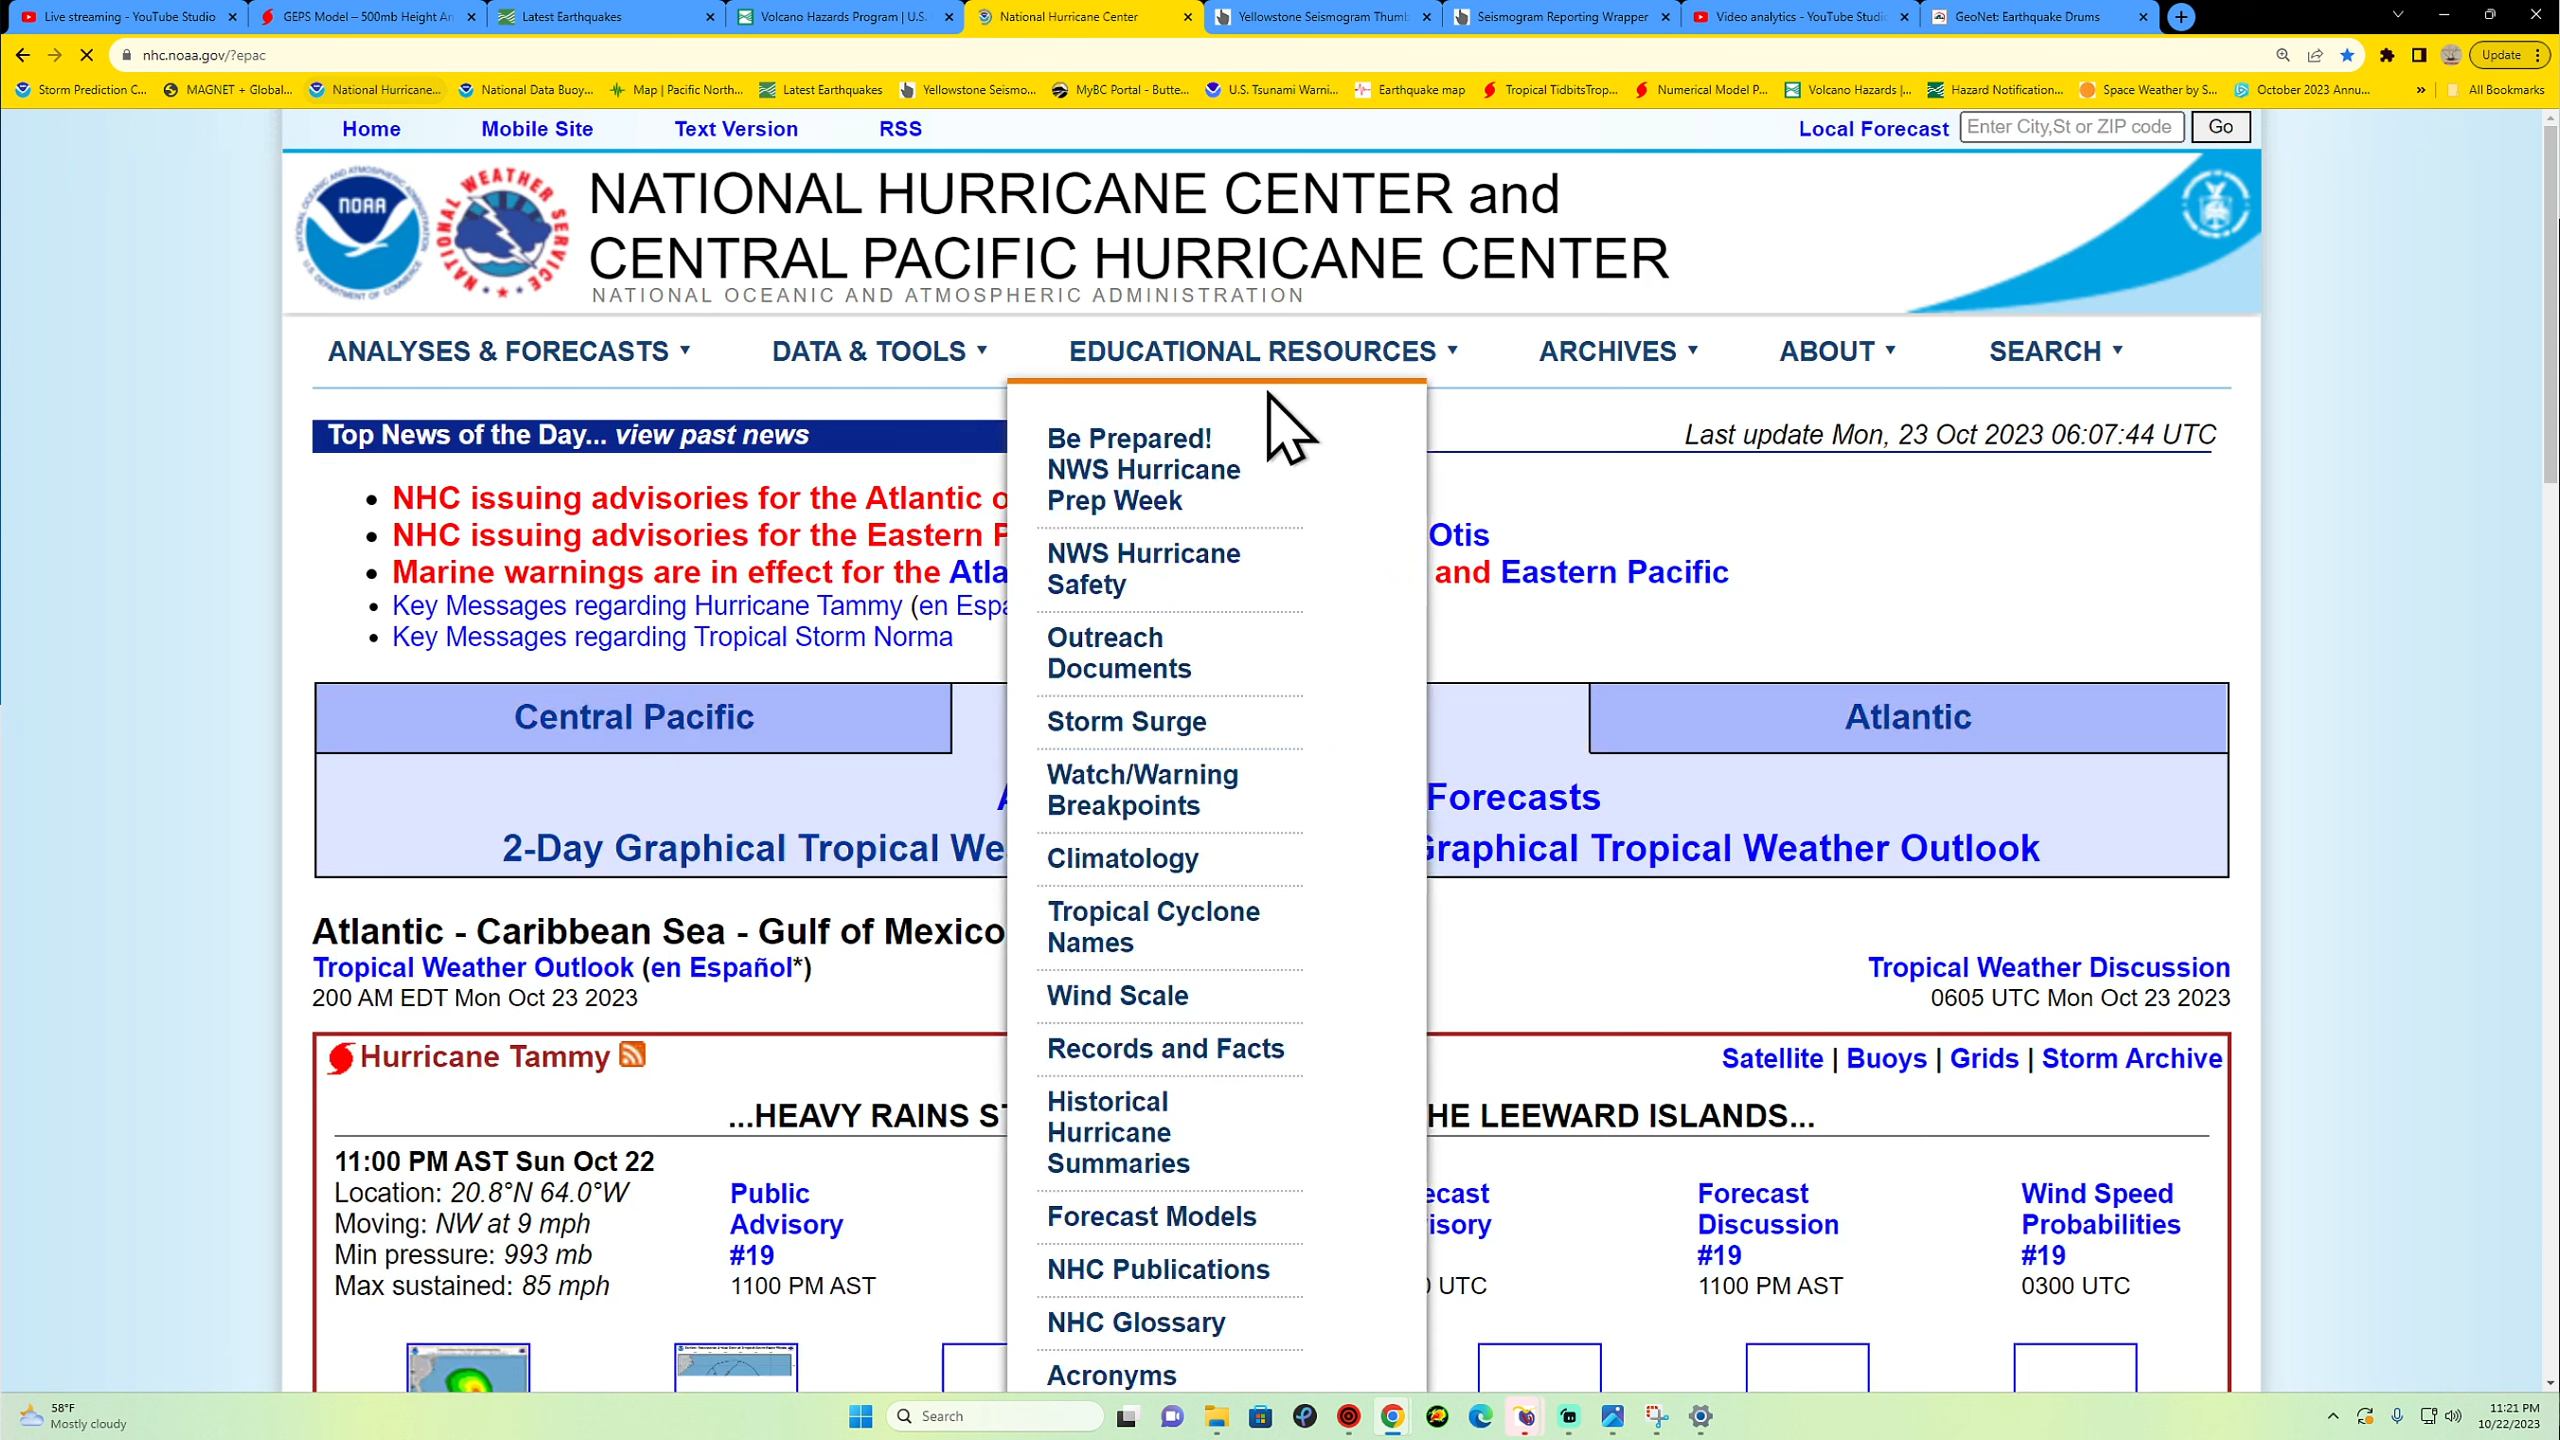 Live streaming - YouTube Studio
GEPS Model – 500mb Height An
Latest Earthquakes
Volcano Hazards Program | U.S.
National Hurricane Center
Yellowstone Seismogram Thumb
Seismogram Reporting Wrapper
Video analytics - YouTube Studio
GeoNet: Earthquake Drums
nhc.noaa.gov/?epac
Update
Storm Prediction C...
MAGNET + Global...
National Hurricane...
National Data Buoy...
Map | Pacific North...
Latest Earthquakes
Yellowstone Seismo...
MyBC Portal - Butte...
U.S. Tsunami Warni...
Earthquake map
Tropical TidbitsTrop...
Numerical Model P...
Volcano Hazards |...
Hazard Notification...
Space Weather by S...
October 2023 Annu...
»
All Bookmarks
Home
Mobile Site
Text Version
RSS
Local Forecast
Enter City,St or ZIP code
Go
NOAA
NATIONAL WEATHER SERVICE
NATIONAL HURRICANE CENTER and
CENTRAL PACIFIC HURRICANE CENTER
NATIONAL OCEANIC AND ATMOSPHERIC ADMINISTRATION
ANALYSES & FORECASTS
DATA & TOOLS
EDUCATIONAL RESOURCES
ARCHIVES
ABOUT
SEARCH
Top News of the Day... view past news
Last update Mon, 23 Oct 2023 06:07:44 UTC
NHC issuing advisories for the Atlantic o
NHC issuing advisories for the Eastern P
Otis
Marine warnings are in effect for the Atla
and Eastern Pacific
Key Messages regarding Hurricane Tammy (en Espa
Key Messages regarding Tropical Storm Norma
Be Prepared!
NWS Hurricane
Prep Week
NWS Hurricane
Safety
Outreach
Documents
Storm Surge
Watch/Warning
Breakpoints
Climatology
Tropical Cyclone
Names
Wind Scale
Records and Facts
Historical
Hurricane
Summaries
Forecast Models
NHC Publications
NHC Glossary
Acronyms
Central Pacific
Atlantic
Forecasts
2-Day Graphical Tropical We
Graphical Tropical Weather Outlook
Atlantic - Caribbean Sea - Gulf of Mexico
Tropical Weather Outlook (en Español*)
200 AM EDT Mon Oct 23 2023
Tropical Weather Discussion
0605 UTC Mon Oct 23 2023
Hurricane Tammy
Satellite | Buoys | Grids | Storm Archive
...HEAVY RAINS S
HE LEEWARD ISLANDS...
11:00 PM AST Sun Oct 22
Location: 20.8°N 64.0°W
Moving: NW at 9 mph
Min pressure: 993 mb
Max sustained: 85 mph
Public
Advisory
#19
1100 PM AST
ecast
isory
UTC
Forecast
Discussion
#19
1100 PM AST
Wind Speed
Probabilities
#19
0300 UTC
58°F
Mostly cloudy
Search
11:21 PM
10/22/2023